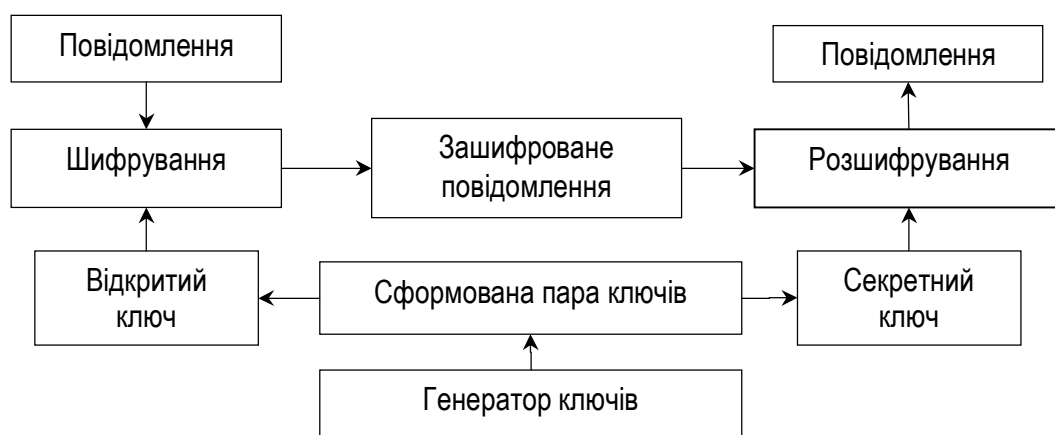 Повідомлення
Повідомлення
Шифрування
Зашифроване
повідомлення
Розшифрування
Відкритий
ключ
Сформована пара ключів
Секретний
ключ
Генератор ключів